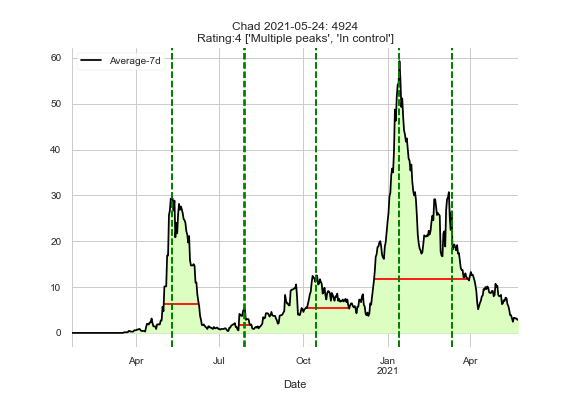 Chad 2021-05-24: 4924
Rating:4 ['Multiple peaks', 'In control']
Average-7d
60
50
40
30
20
10
0
Apr
Jul
Oct
Jan
2021
Apr
Date